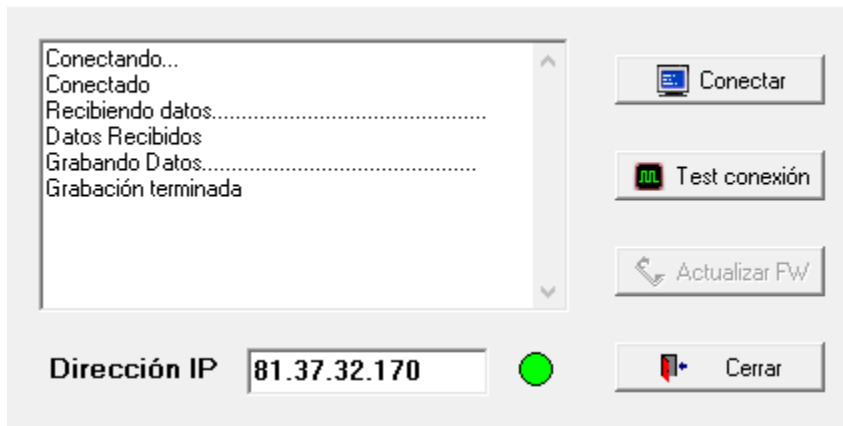 Conectando...
Conectado
Recibiendo datos...............................................
Datos Recibidos
Grabando Datos...............................................
Grabación terminada
Conectar
Test conexión
Actualizar FW
Dirección IP
81.37.32.170
Cerrar